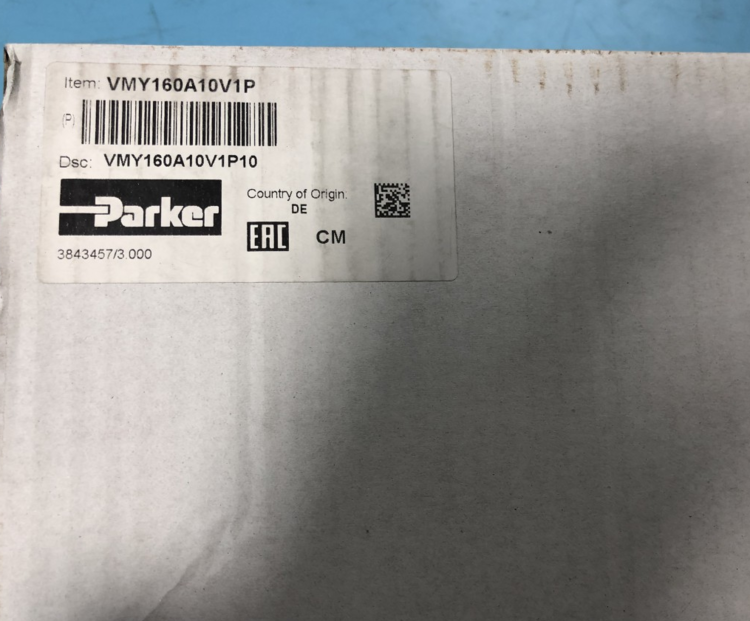 Item: VMY160A10V1P
(P)
Dsc: VMY160A10V1P10
Parker
Country of Origin:
DE
EAC
CM
3843457/3.000